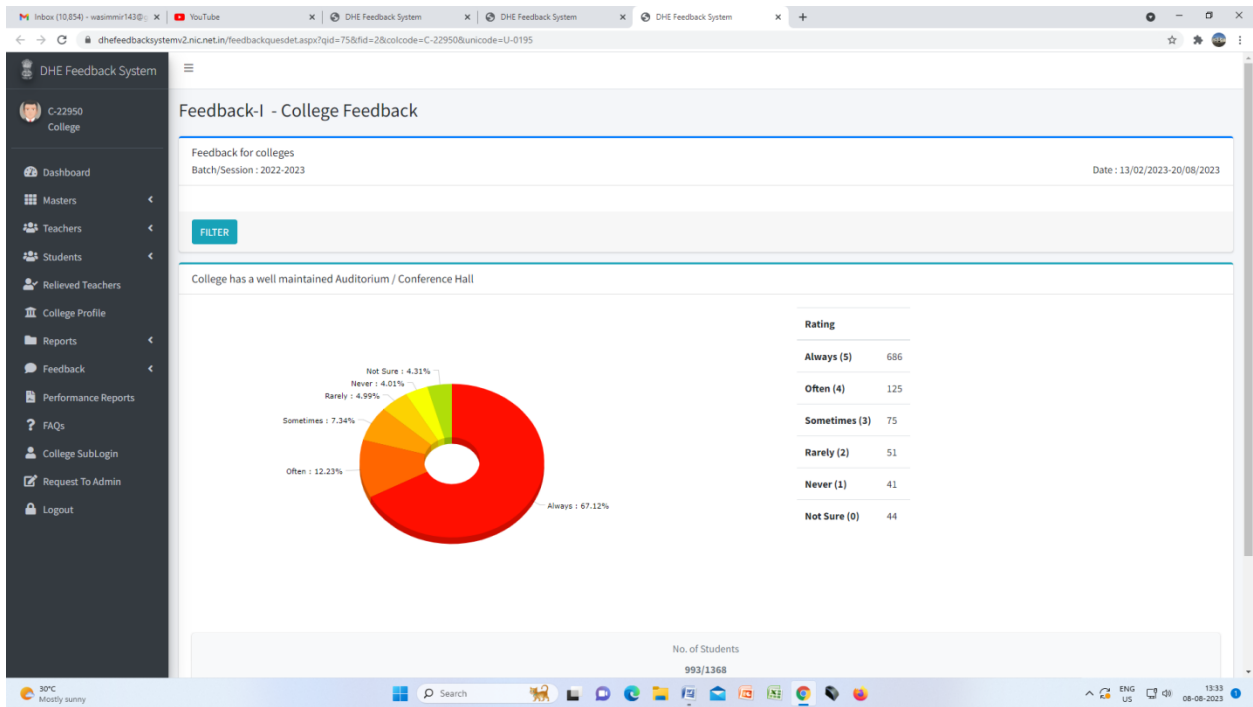 Inbox (10,854) - wasimmir143@g
YouTube
DHE Feedback System
DHE Feedback System
DHE Feedback System
dhefeedbacksystemv2.nic.net.in/feedbackquesdet.aspx?qid=75&fid=2&colcode=C-22950&unicode=U-0195
DHE Feedback System
C-22950
College
Dashboard
Masters
Teachers
Students
Relieved Teachers
College Profile
Reports
Feedback
Performance Reports
FAQs
College SubLogin
Request To Admin
Logout
Feedback-I - College Feedback
Feedback for colleges
Batch/Session : 2022-2023
Date : 13/02/2023-20/08/2023
FILTER
College has a well maintained Auditorium / Conference Hall
Not Sure : 4.31%
Never : 4.01%
Rarely : 4.99%
Sometimes : 7.34%
Often : 12.23%
Always : 67.12%
Rating
Always (5) 686
Often (4) 125
Sometimes (3) 75
Rarely (2) 51
Never (1) 41
Not Sure (0) 44
No. of Students
993/1368
30°C
Mostly sunny
Search
ENG
US
13:33
08-08-2023